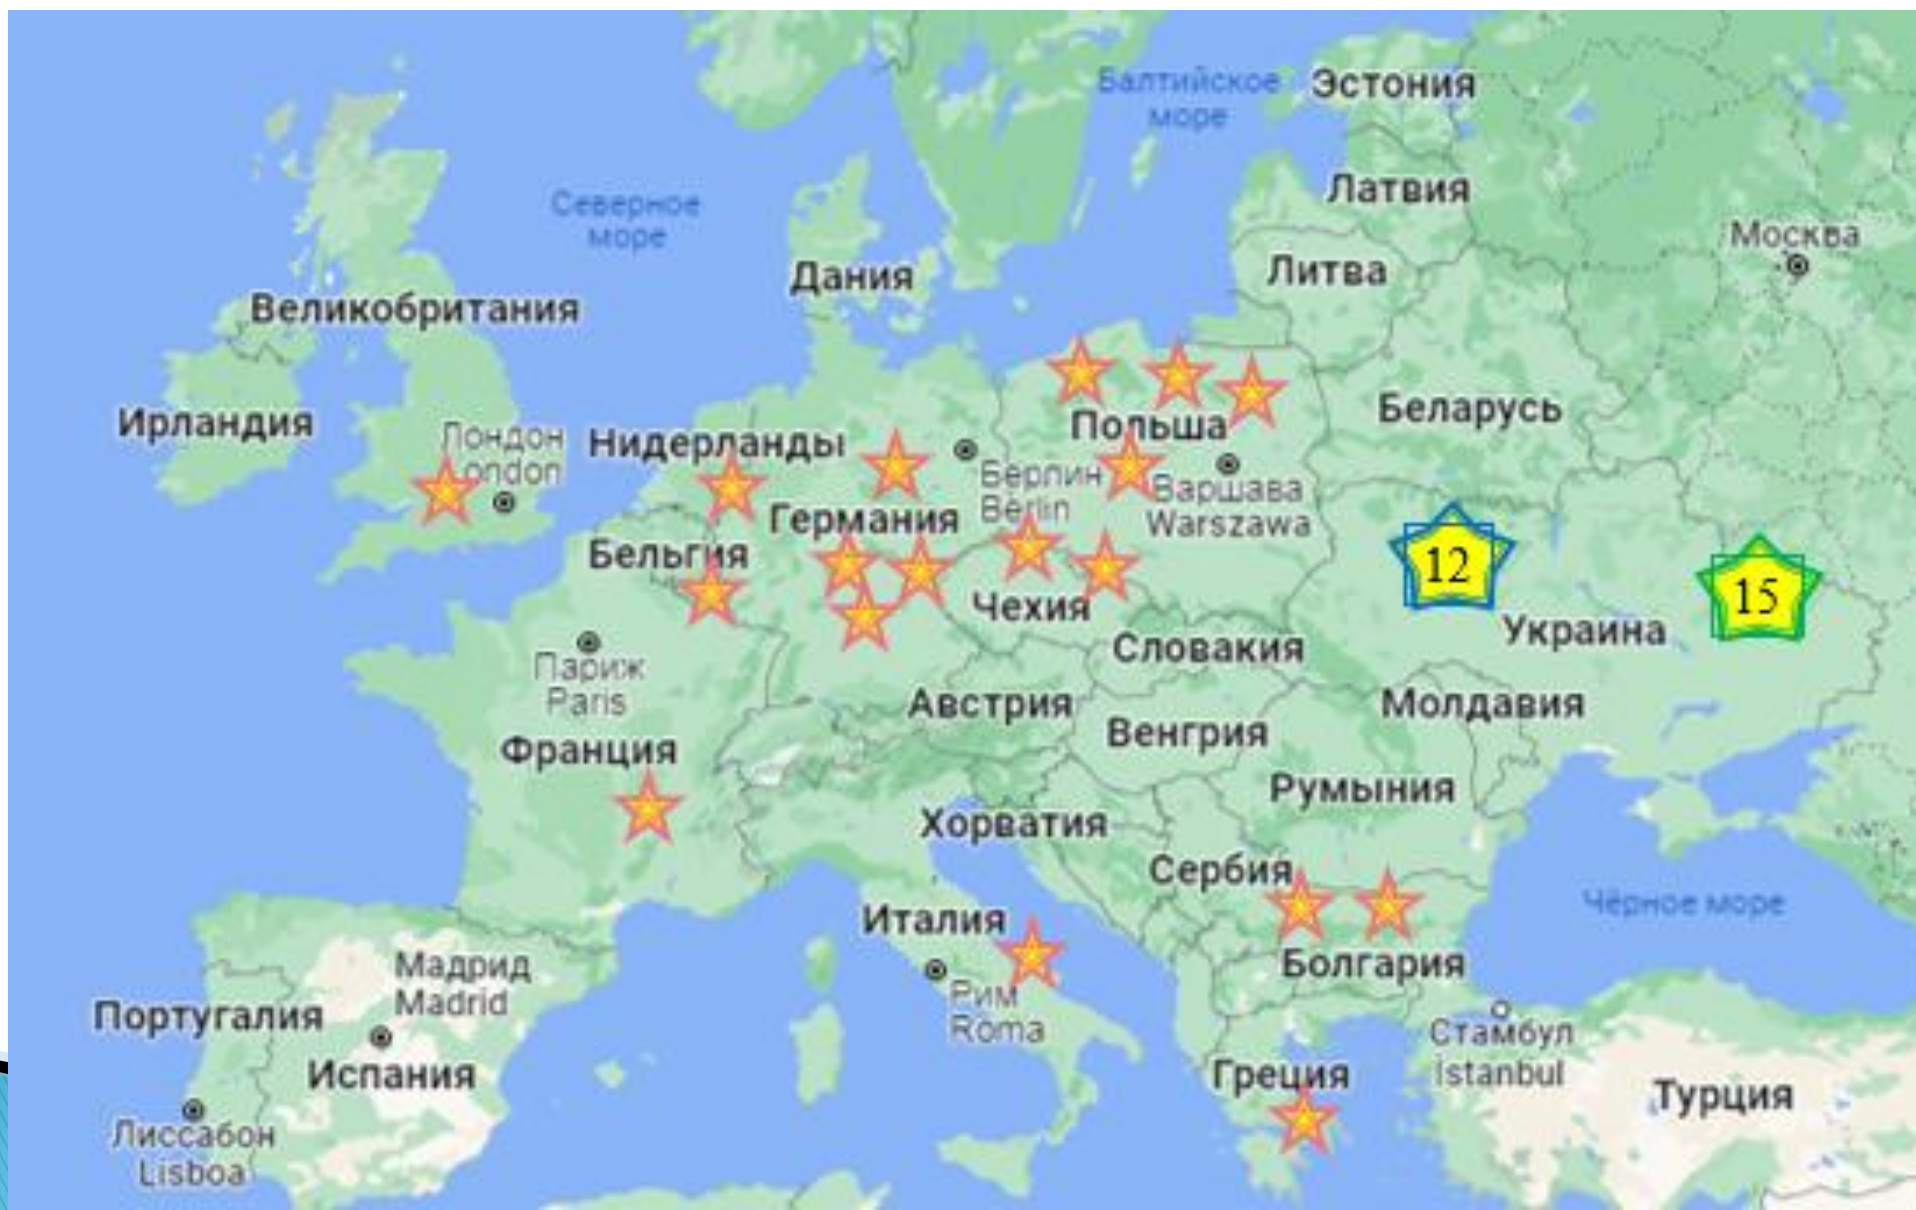 Балтийское
море
Эстония
Латвия
Северное
море
Москва
Дания
Литва
Великобритания
Ирландия
Лондон
ondon
Нидерланды
Польша
Беларусь
Берлин
Berlin
Варшава
Warszawa
Германия
Бельгия
12
15
Чехия
Украина
Словакия
Париж
Paris
Австрия
Молдавия
Венгрия
Франция
Румыния
Хорватия
Сербия
Чёрное море
Италия
Болгария
Мадрид
Madrid
Рим
Roma
Португалия
Испания
Стамбул
Istanbul
Греция
Турция
Лиссабон
Lisboa